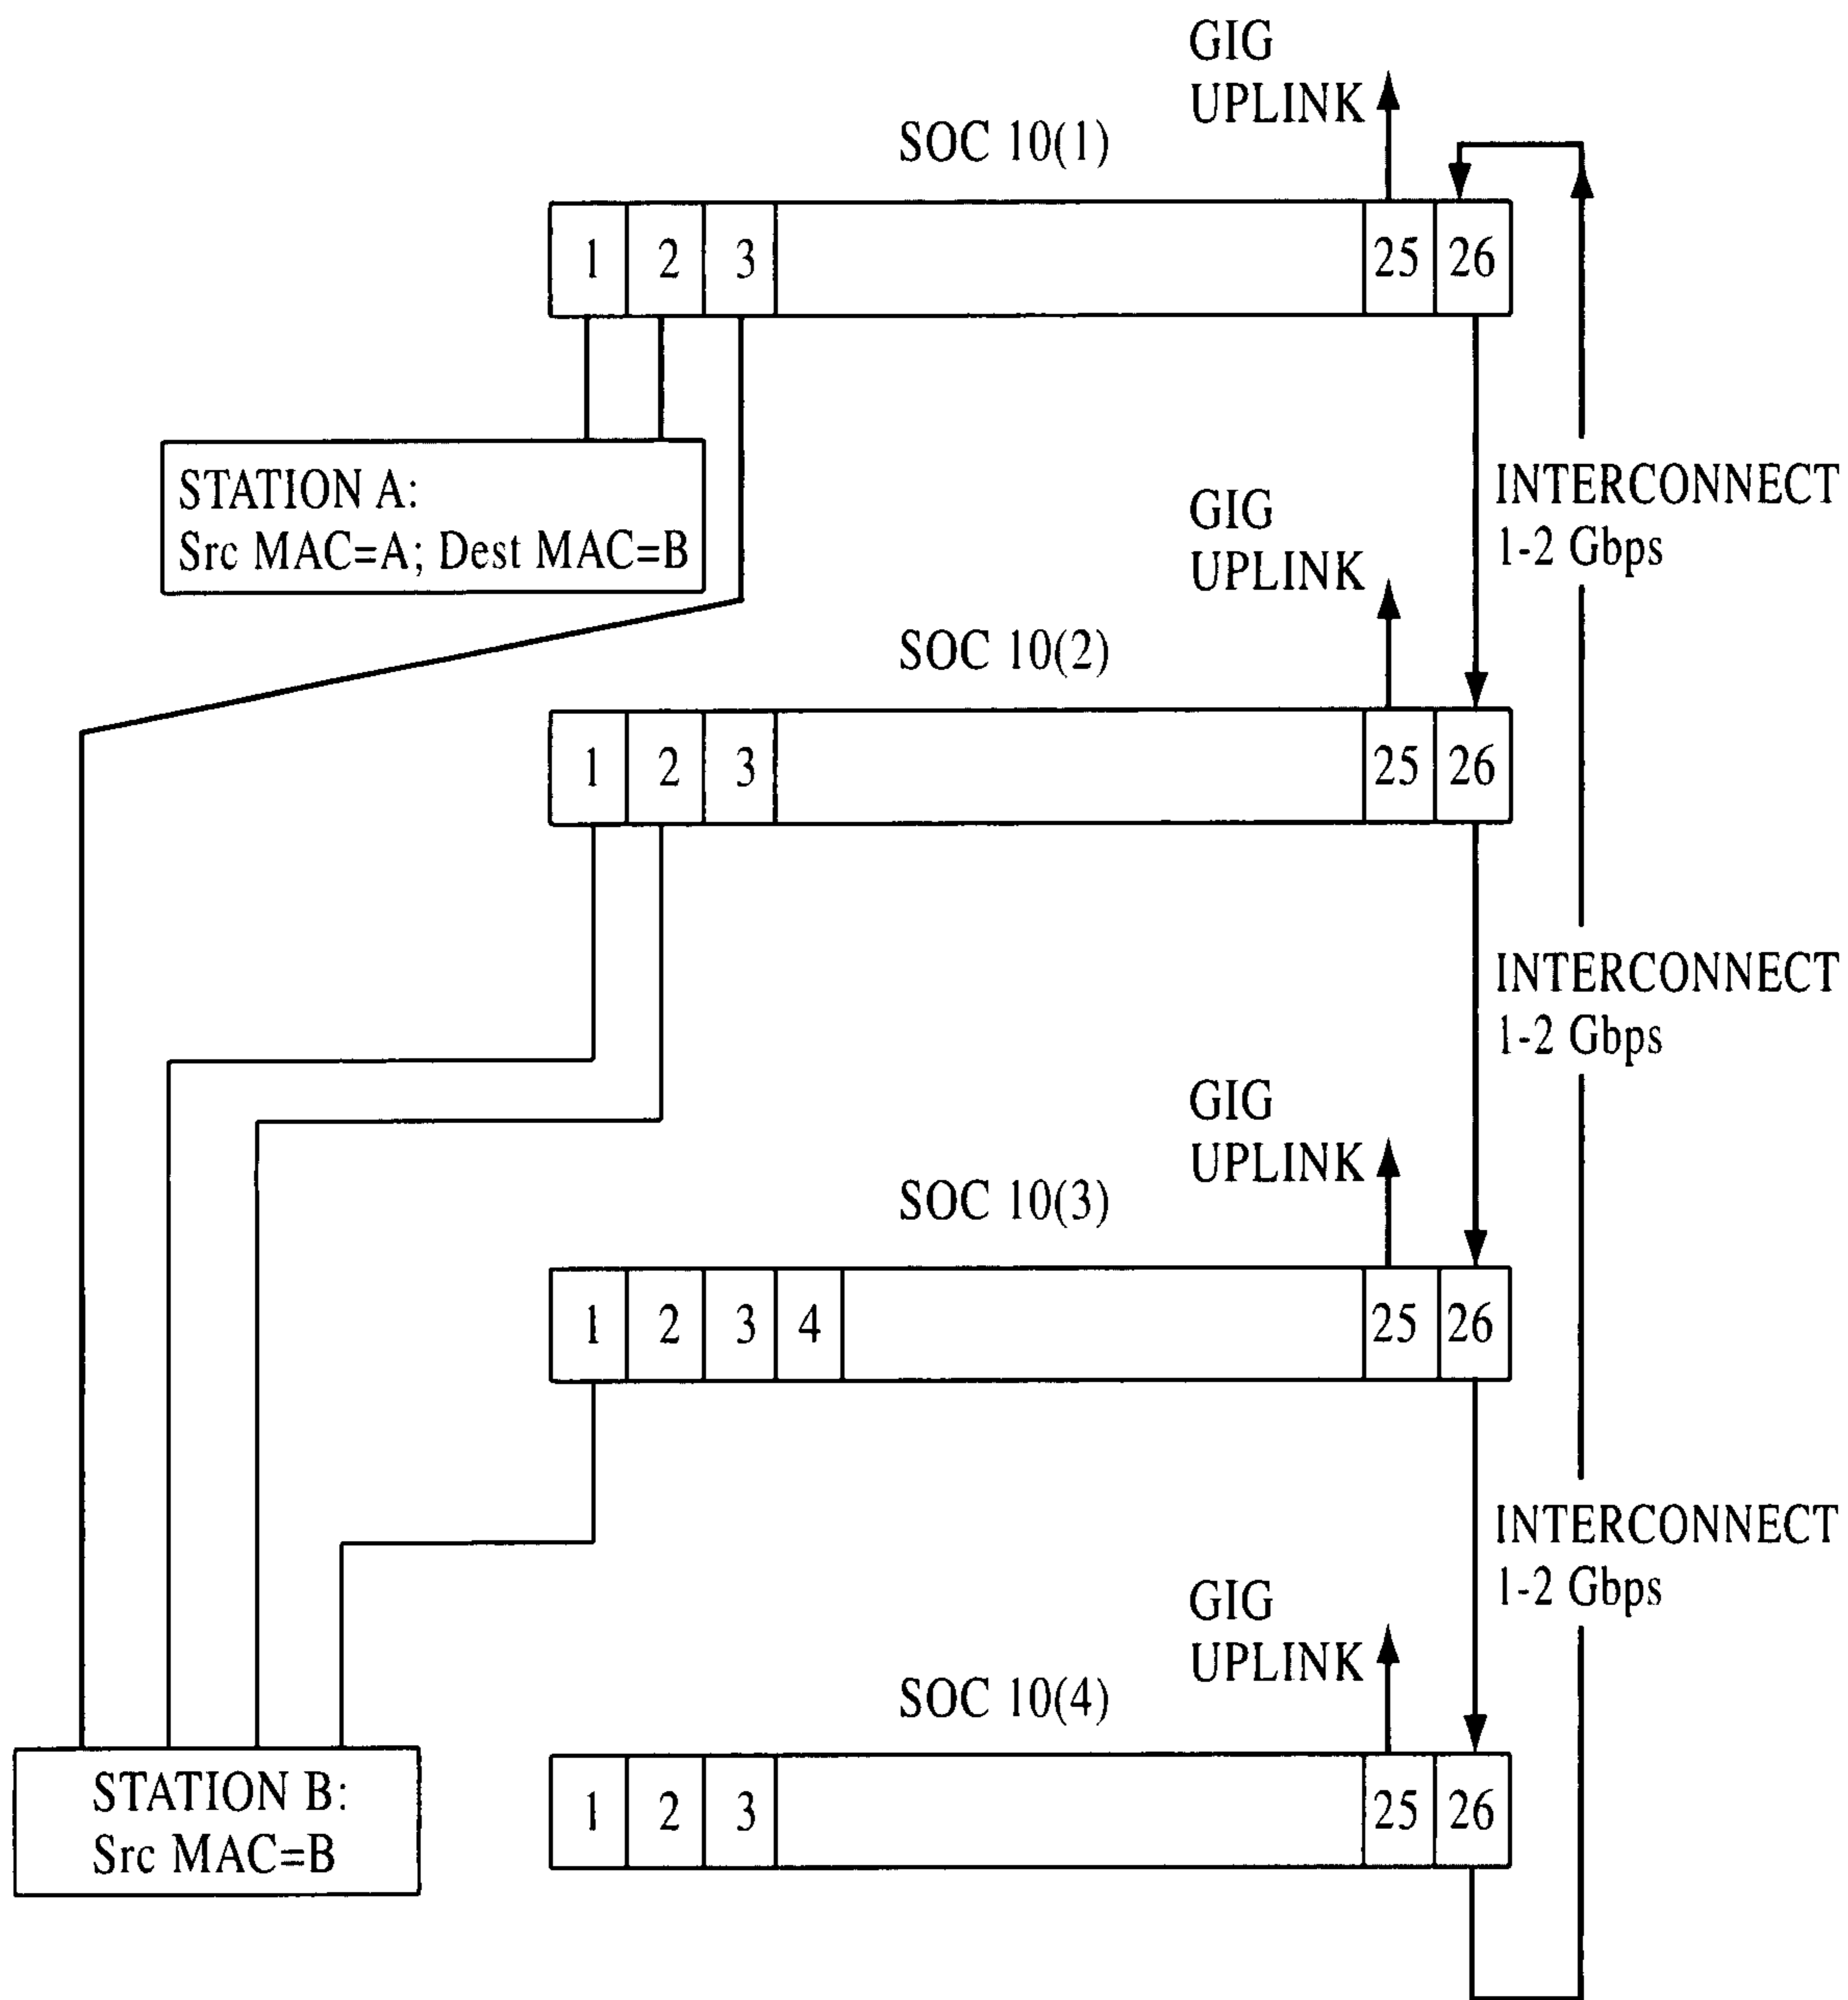 GIG
UPLINK
SOC 10(1)
1 2 3 25 26
STATION A:
Src MAC=A; Dest MAC=B
INTERCONNECT
1-2 Gbps
GIG
UPLINK
SOC 10(2)
1 2 3 25 26
INTERCONNECT
1-2 Gbps
GIG
UPLINK
SOC 10(3)
1 2 3 4 25 26
INTERCONNECT
1-2 Gbps
GIG
UPLINK
SOC 10(4)
STATION B:
Src MAC=B
1 2 3 25 26